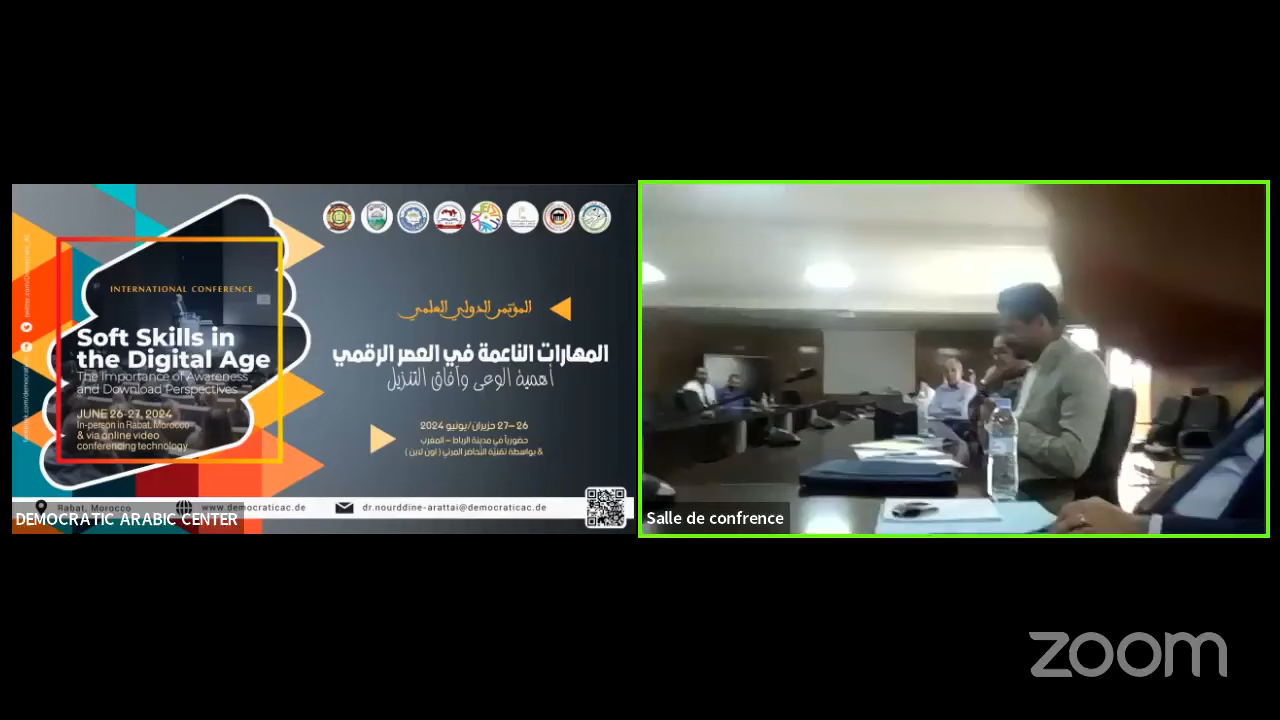 INTERNATIONAL CONFERENCE
Soft Skills in
the Digital Age
The Importance of Awareness
and Download Perspectives
JUNE 26-27, 2024
In-person in Rabat, Morocco
& via online video
conferencing technology
المؤتمر الدولي العلمي
المهارات الناعمة في العصر الرقمي
أهمية الوعي وآفاق التنزيل
26–27 حزيران/يونيو 2024
حضورياً في مدينة الرباط – المغرب
& بواسطة تقنيّة التّحاضر المرئي ( اون لاين )
Rabat, Morocco
www.democraticac.de
dr.nourddine-arattai@democraticac.de
DEMOCRATIC ARABIC CENTER
Salle de confrence
zoom